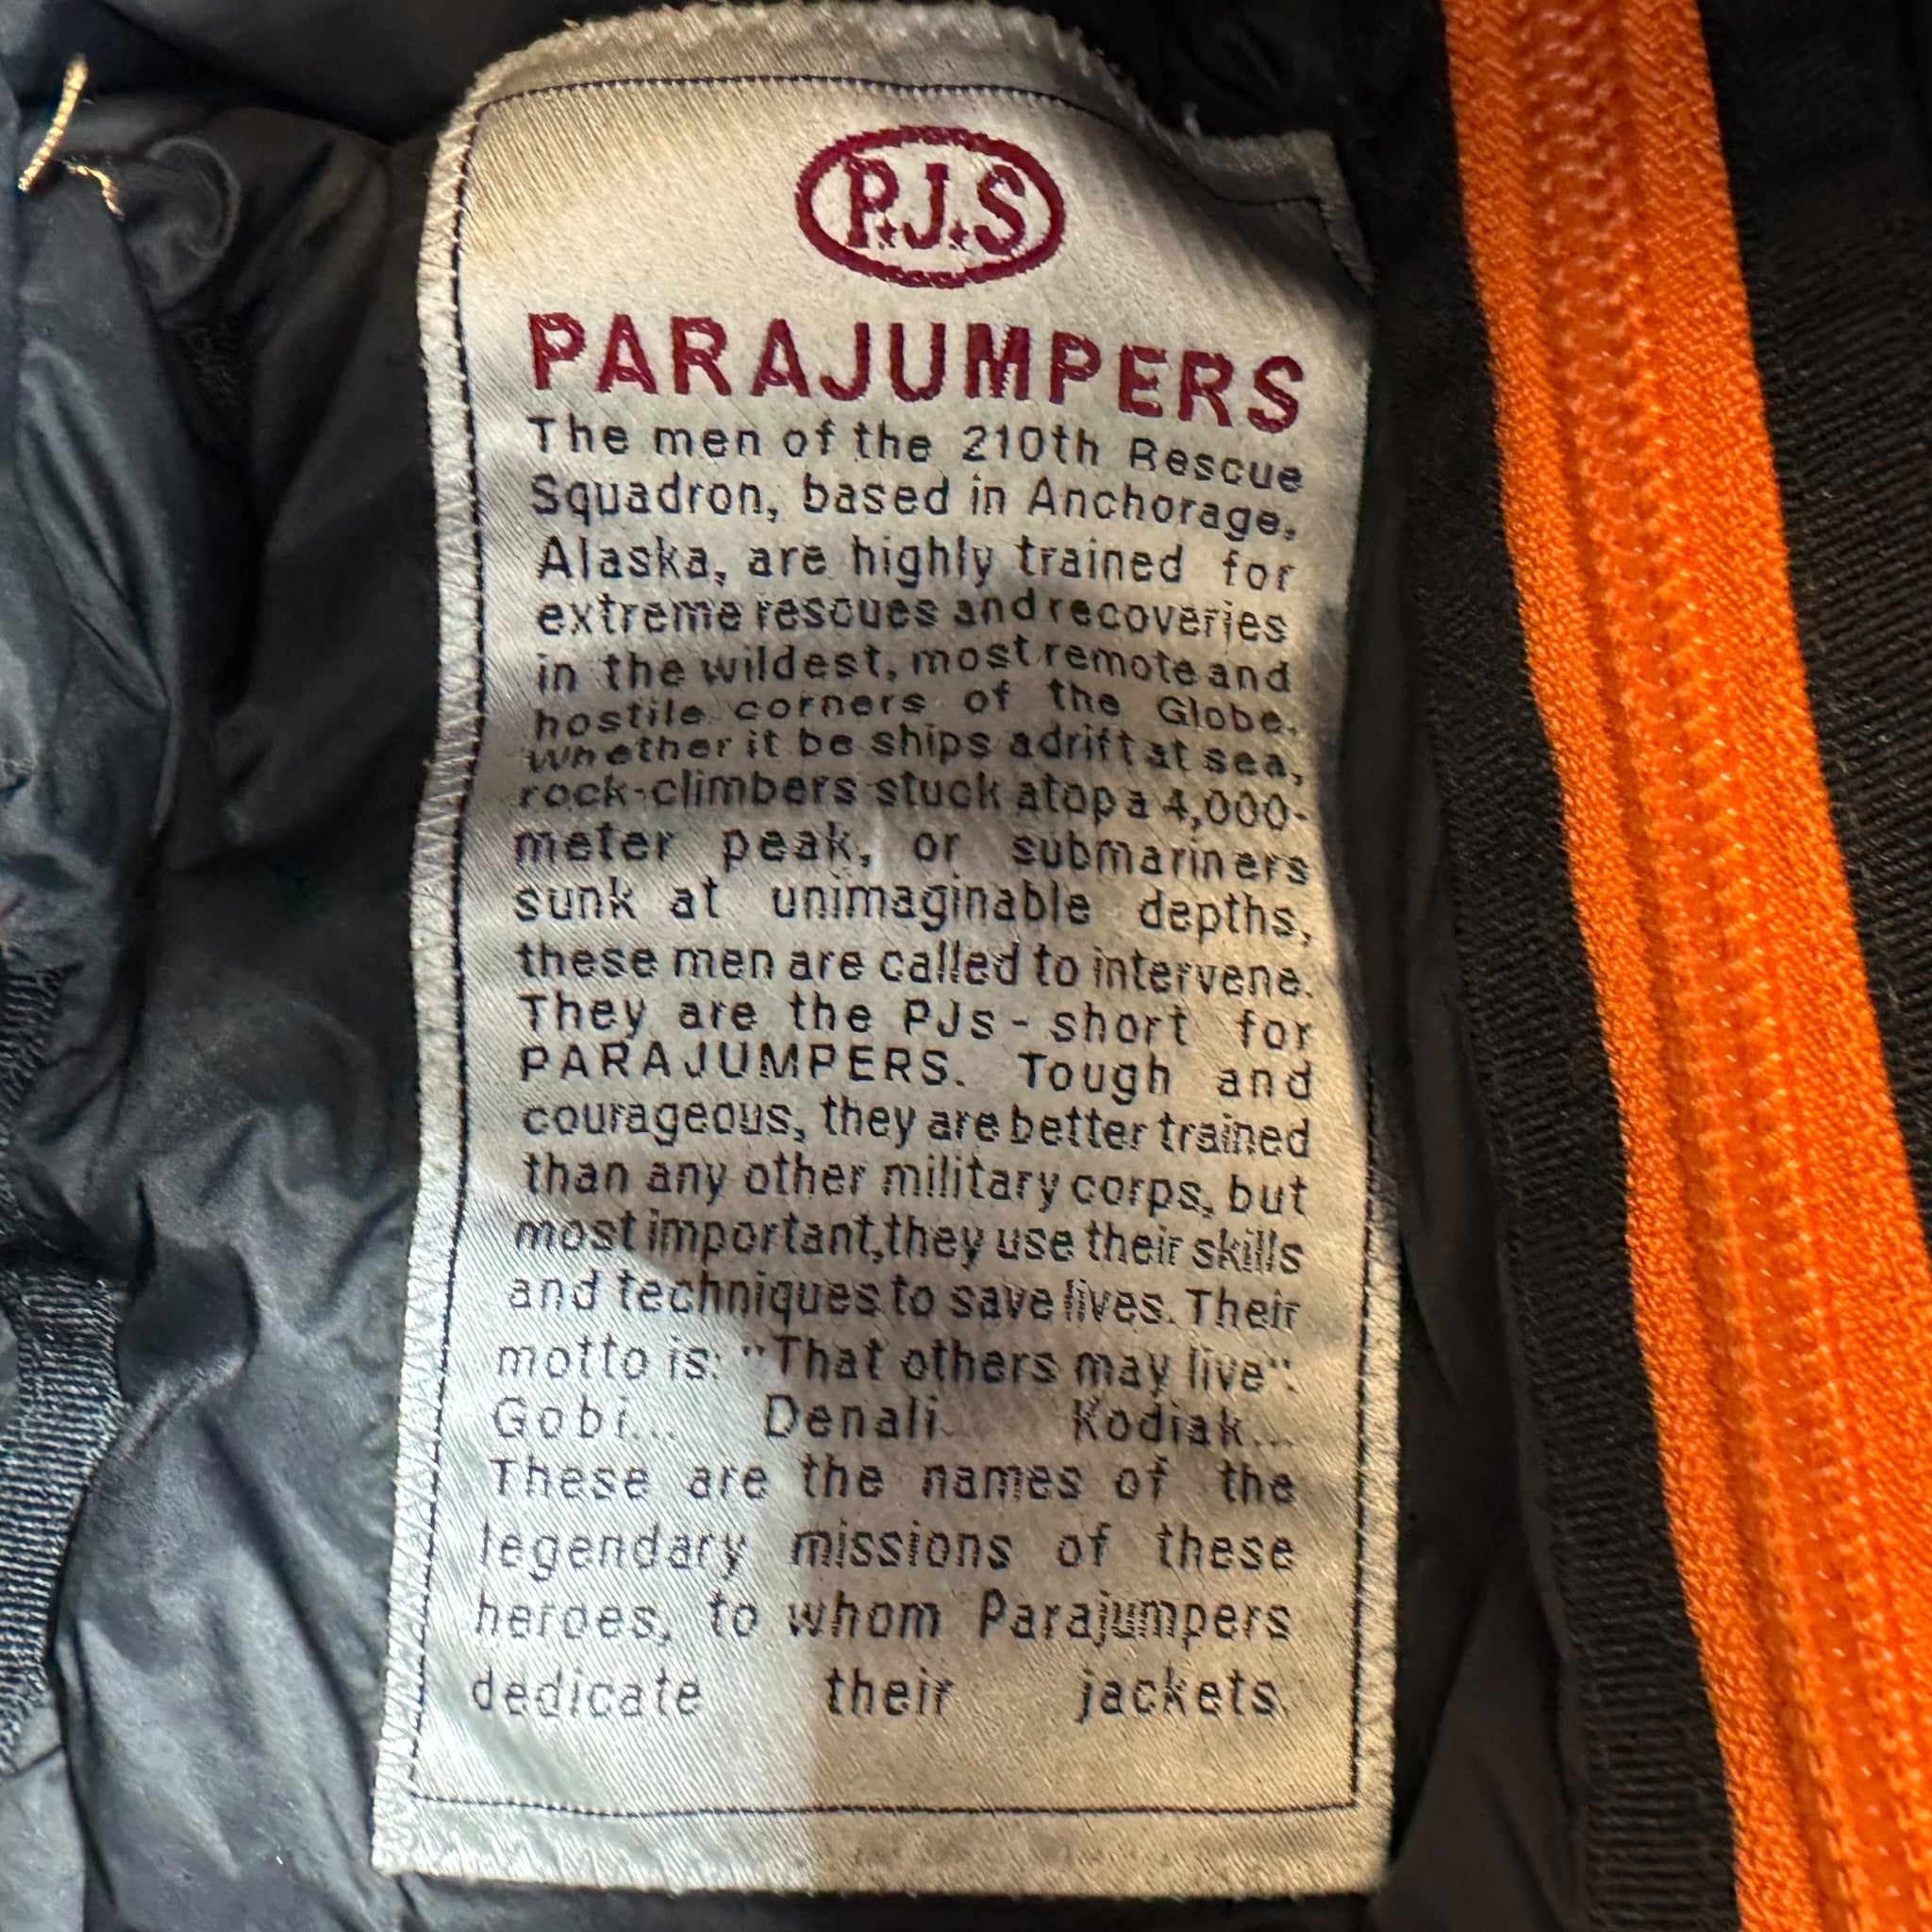 P.J.S
PARAJUMPERS
The men of the 210th Rescue
Squadron, based in Anchorage,
Alaska, are highly trained for
extreme rescues and recoveries
in the wildest, most remote and
hostile corners of the Globe.
Whether it be ships adrift at sea,
rock-climbers stuck atop a 4,000-
meter peak, or submariners
sunk at unimaginable depths,
these men are called to intervene.
They are the PJs - short for
PARAJUMPERS. Tough and
courageous, they are better trained
than any other military corps, but
most important,they use their skills
and techniques to save lives. Their
motto is: "That others may live".
Gobi... Denali... Kodiak...
These are the names of the
legendary missions of these
heroes, to whom Parajumpers
dedicate their jackets.